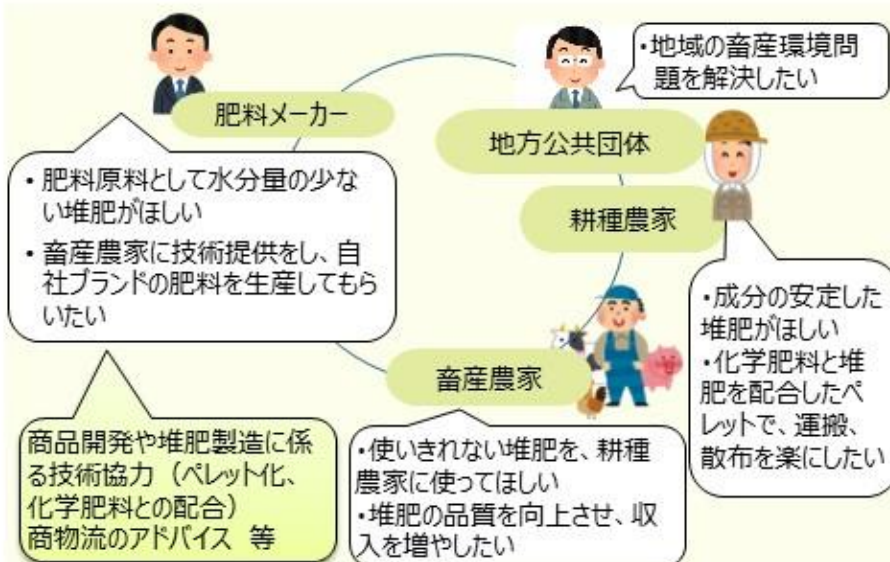 肥料メーカー
・肥料原料として水分量の少な
い堆肥がほしい
・畜産農家に技術提供をし、自
社ブランドの肥料を生産してもら
いたい
商品開発や堆肥製造に係
る技術協力（ペレット化、
化学肥料との配合）
商物流のアドバイス 等
地方公共団体
・地域の畜産環境問
題を解決したい
耕種農家
・成分の安定した
堆肥がほしい
・化学肥料と堆
肥を配合したペ
レットで、運搬、
散布を楽にしたい
畜産農家
・使いきれない堆肥を、耕種
農家に使ってほしい
・堆肥の品質を向上させ、収
入を増やしたい